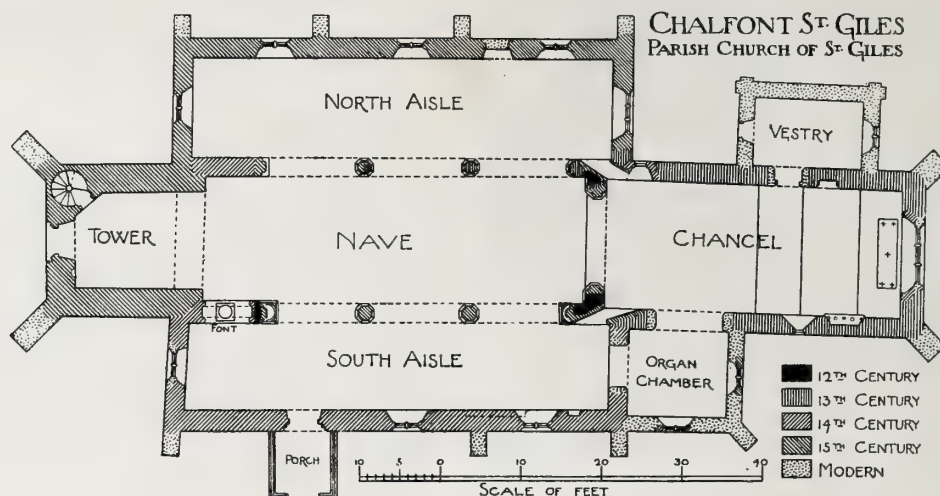 CHALFONT ST. GILES
PARISH CHURCH OF ST. GILES
NORTH AISLE
VESTRY
TOWER
NAVE
CHANCEL
FONT
SOUTH AISLE
ORGAN
CHAMBER
PORCH
12TH CENTURY
13TH CENTURY
14TH CENTURY
15TH CENTURY
MODERN
10 5 0 10 20 30 40
SCALE OF FEET